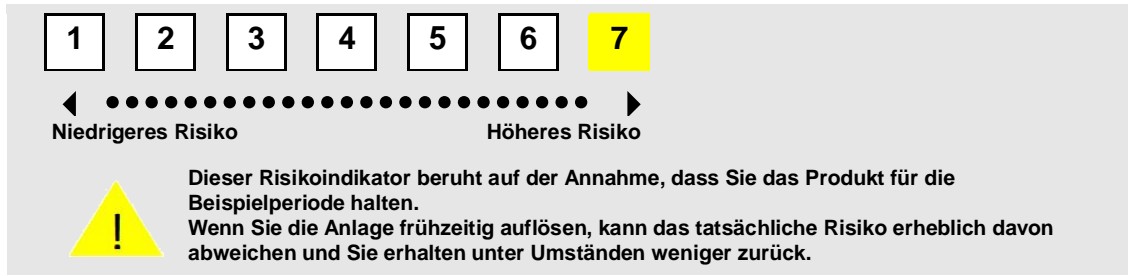 1 2 3 4 5 6 7
Niedrigeres Risiko Höheres Risiko
Dieser Risikoindikator beruht auf der Annahme, dass Sie das Produkt für die
Beispielperiode halten.
Wenn Sie die Anlage frühzeitig auflösen, kann das tatsächliche Risiko erheblich davon
abweichen und Sie erhalten unter Umständen weniger zurück.
!